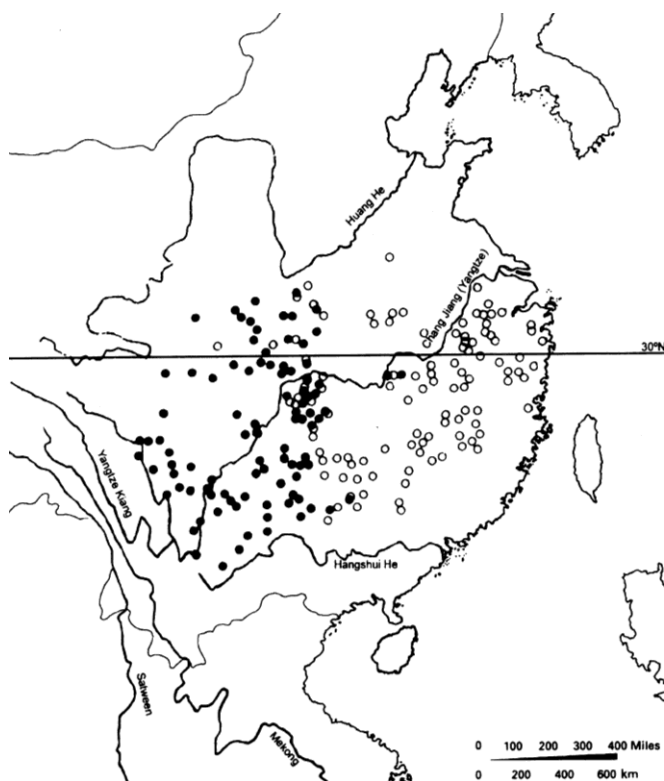 Huang He
Chang Jiang (Yangtze)
30°N
Yangtze Kiang
Hangshui He
Salween
Mekong
0 100 200 300 400 Miles
0 200 400 600 km